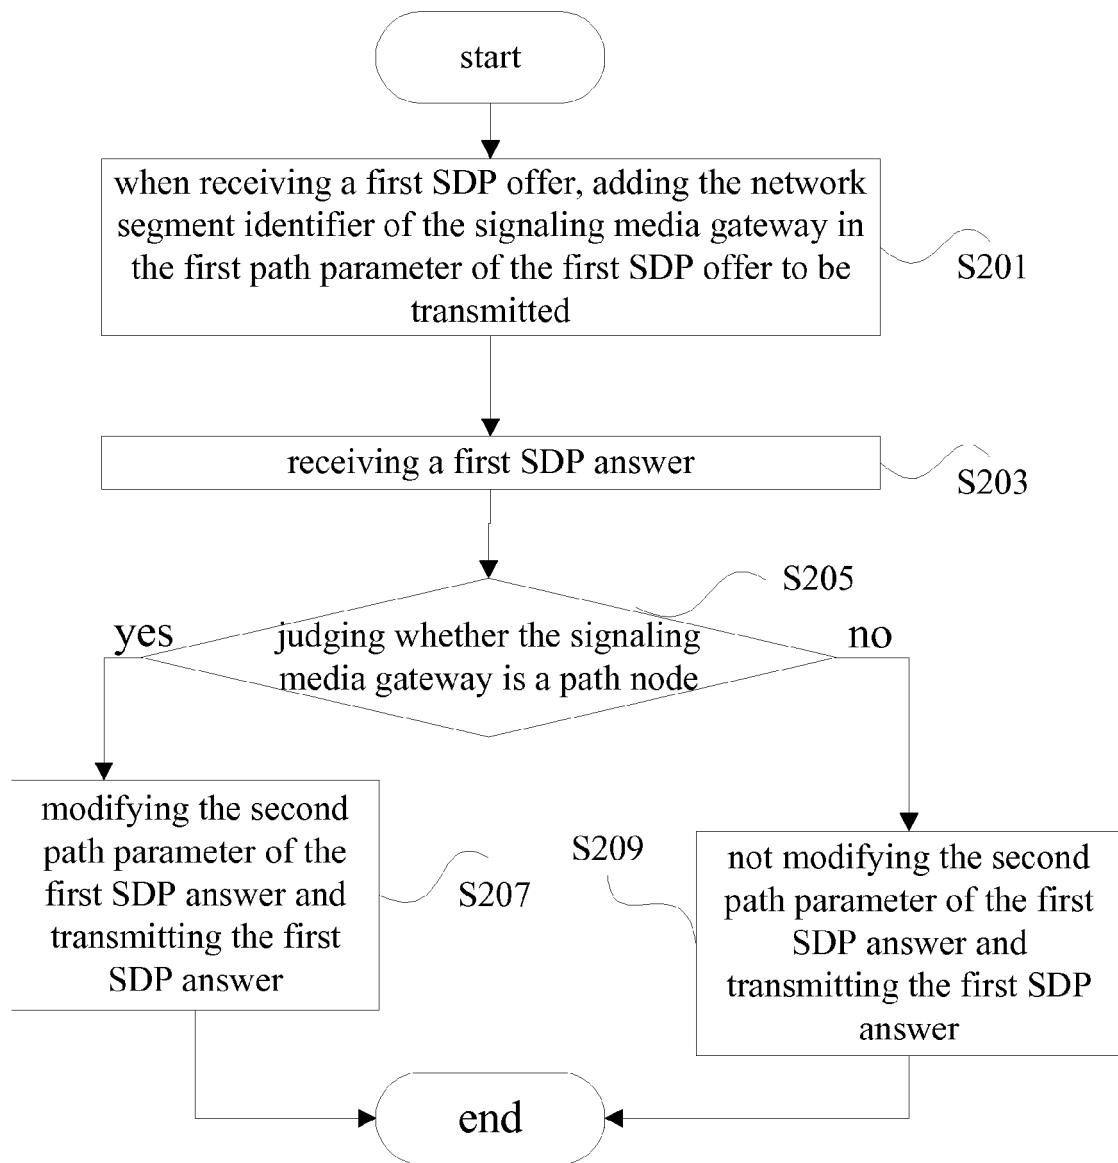 start
when receiving a first SDP offer, adding the network
segment identifier of the signaling media gateway in
the first path parameter of the first SDP offer to be
transmitted
S201
receiving a first SDP answer
S203
S205
judging whether the signaling
media gateway is a path node
yes
no
modifying the second
path parameter of the
first SDP answer and
transmitting the first
SDP answer
S207
S209
not modifying the second
path parameter of the first
SDP answer and
transmitting the first SDP
answer
end